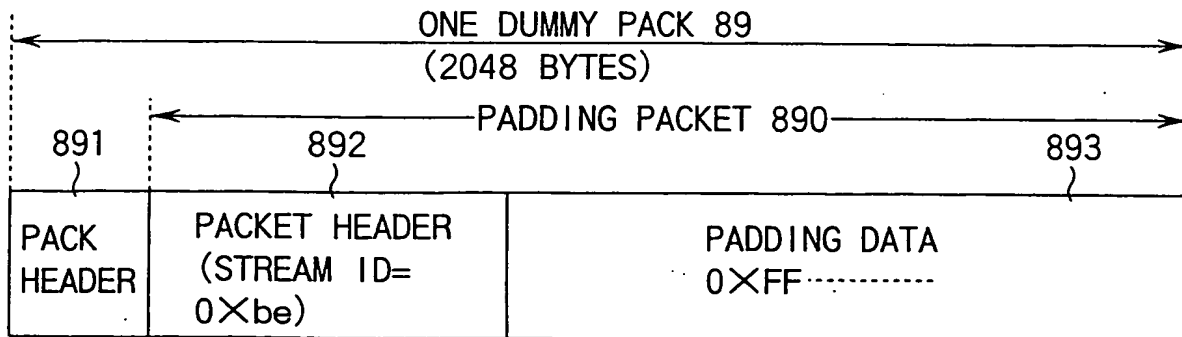 ONE DUMMY PACK 89
(2048 BYTES)
PADDING PACKET 890
891
892
893
PACK
HEADER
PACKET HEADER
(STREAM ID=
0×be)
PADDING DATA
0×FF